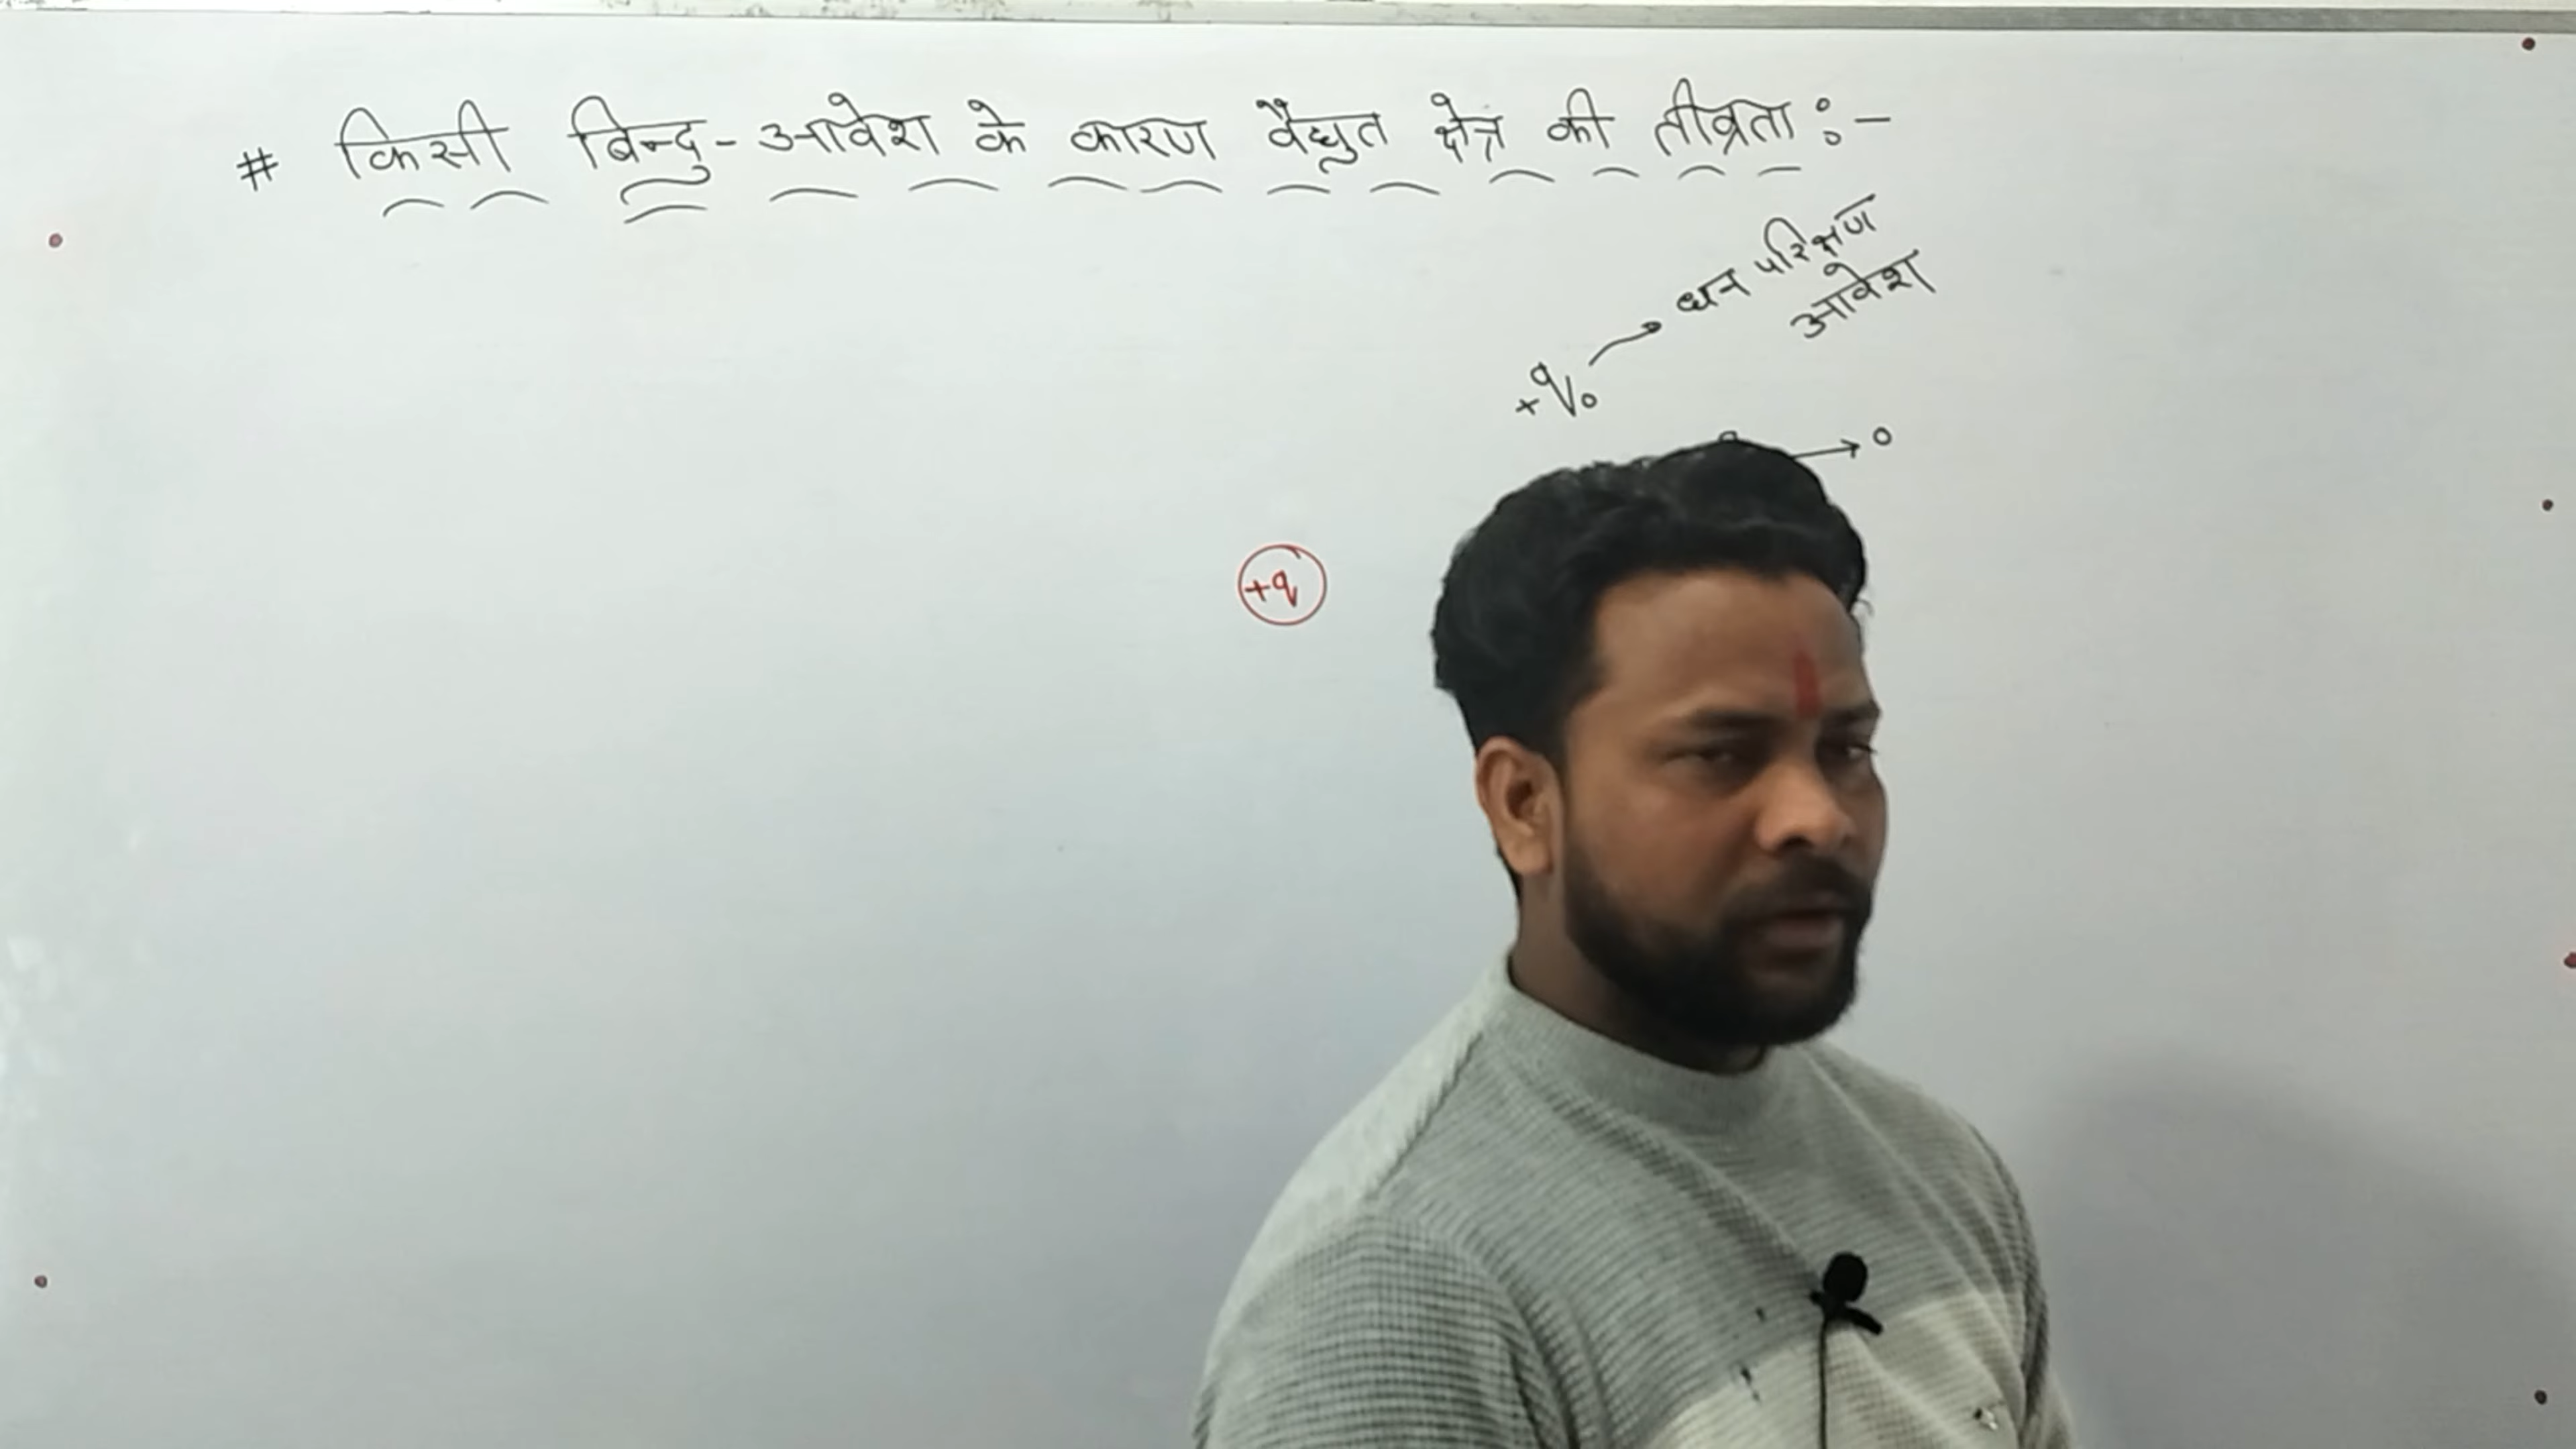 # किसी बिन्दु-आवेश के कारण वैद्युत क्षेत्र की तीव्रता :-
धन परिक्षण
आवेश
+q₀
+q